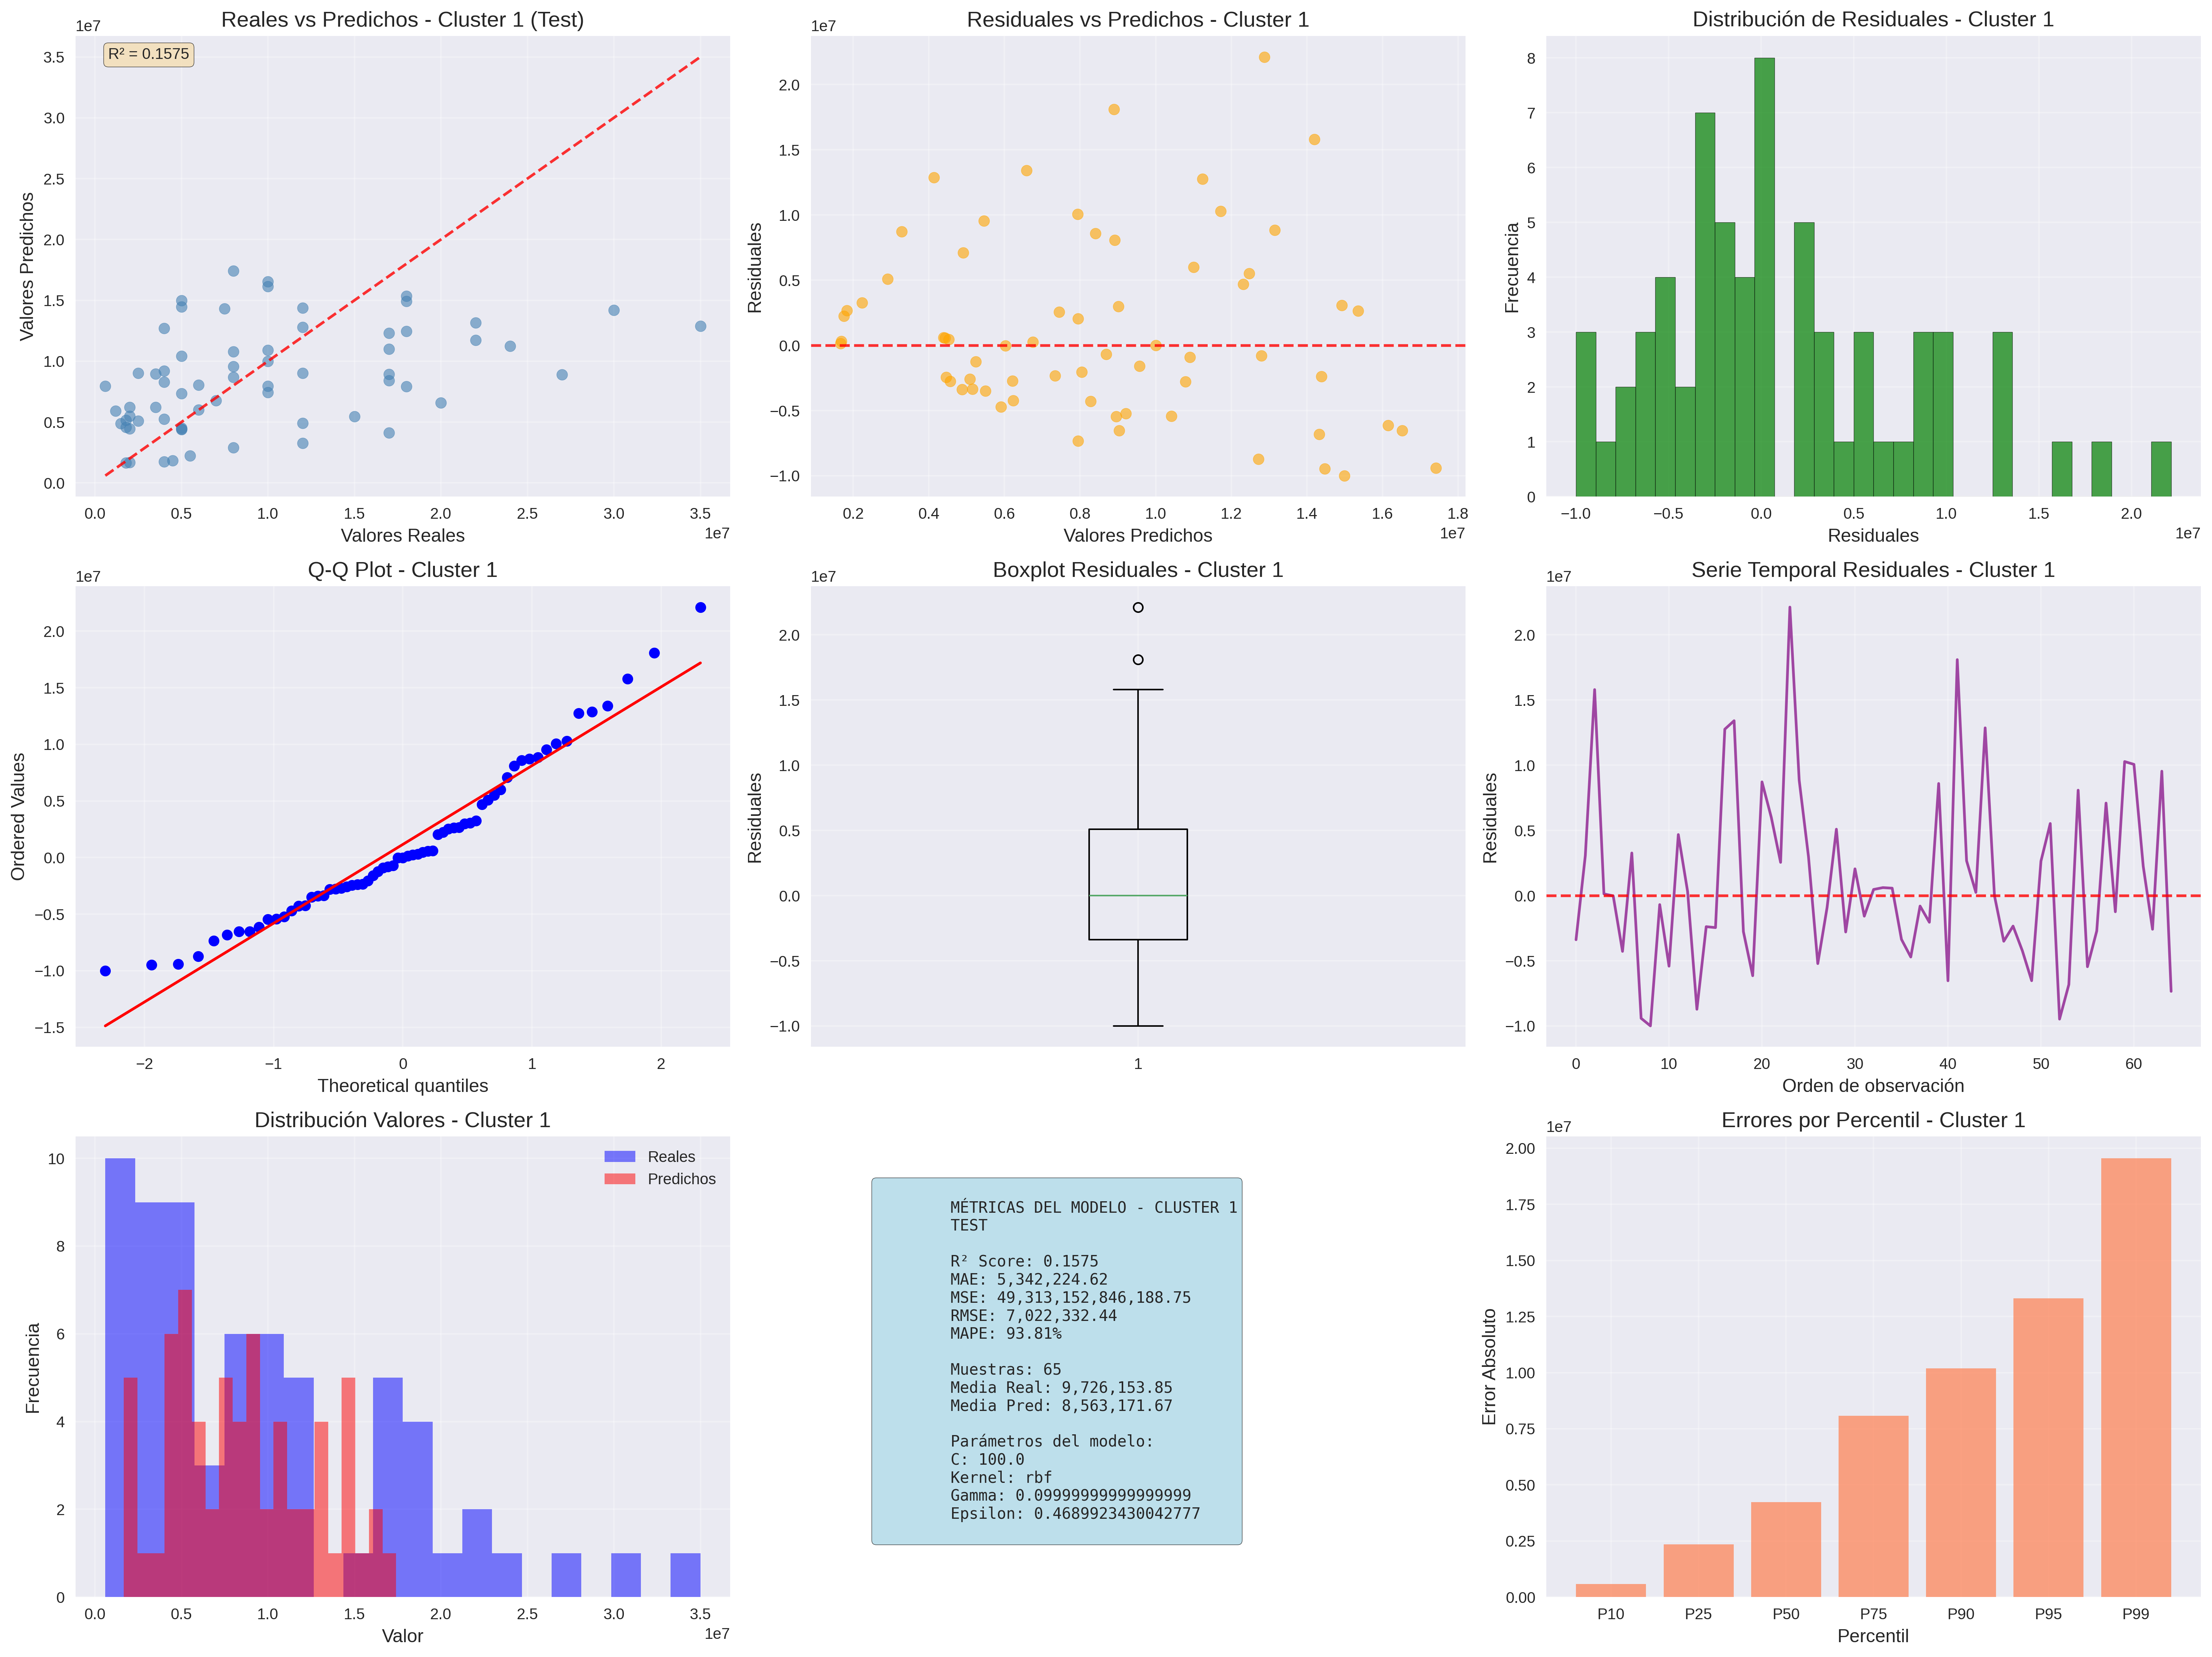 Reales vs Predichos - Cluster 1 (Test)
1e7
R² = 0.1575
3.5
3.0
2.5
2.0
1.5
1.0
0.5
0.0
Valores Predichos
0.0 0.5 1.0 1.5 2.0 2.5 3.0 3.5
1e7
Valores Reales
Residuales vs Predichos - Cluster 1
1e7
2.0
1.5
1.0
0.5
0.0
−0.5
−1.0
Residuales
0.2 0.4 0.6 0.8 1.0 1.2 1.4 1.6 1.8
1e7
Valores Predichos
Distribución de Residuales - Cluster 1
8
7
6
5
4
3
2
1
0
Frecuencia
−1.0 −0.5 0.0 0.5 1.0 1.5 2.0
1e7
Residuales
Q-Q Plot - Cluster 1
1e7
2.0
1.5
1.0
0.5
0.0
−0.5
−1.0
−1.5
Ordered Values
−2 −1 0 1 2
Theoretical quantiles
Boxplot Residuales - Cluster 1
1e7
2.0
1.5
1.0
0.5
0.0
−0.5
−1.0
Residuales
1
Serie Temporal Residuales - Cluster 1
1e7
2.0
1.5
1.0
0.5
0.0
−0.5
−1.0
Residuales
0 10 20 30 40 50 60
Orden de observación
Distribución Valores - Cluster 1
Reales
Predichos
10
8
6
4
2
0
Frecuencia
0.0 0.5 1.0 1.5 2.0 2.5 3.0 3.5
1e7
Valor
MÉTRICAS DEL MODELO - CLUSTER 1
TEST
R² Score: 0.1575
MAE: 5,342,224.62
MSE: 49,313,152,846,188.75
RMSE: 7,022,332.44
MAPE: 93.81%
Muestras: 65
Media Real: 9,726,153.85
Media Pred: 8,563,171.67
Parámetros del modelo:
C: 100.0
Kernel: rbf
Gamma: 0.09999999999999999
Epsilon: 0.4689923430042777
Errores por Percentil - Cluster 1
1e7
2.00
1.75
1.50
1.25
1.00
0.75
0.50
0.25
0.00
Error Absoluto
P10 P25 P50 P75 P90 P95 P99
Percentil